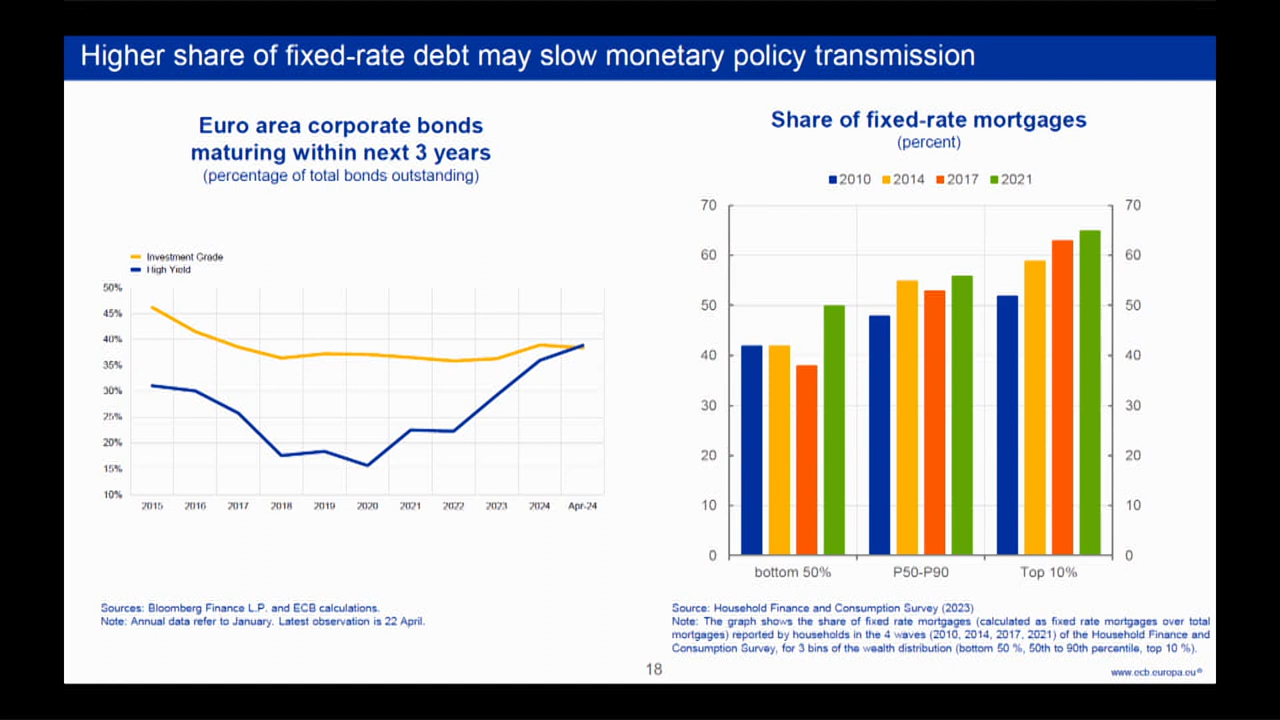 Higher share of fixed-rate debt may slow monetary policy transmission
Euro area corporate bonds
maturing within next 3 years
(percentage of total bonds outstanding)
Investment Grade
High Yield
50%
45%
40%
35%
30%
25%
20%
15%
10%
2015 2016 2017 2018 2019 2020 2021 2022 2023 2024 Apr-24
Sources: Bloomberg Finance L.P. and ECB calculations.
Note: Annual data refer to January. Latest observation is 22 April.
Share of fixed-rate mortgages
(percent)
2010 2014 2017 2021
70 70
60 60
50 50
40 40
30 30
20 20
10 10
0 0
bottom 50% P50-P90 Top 10%
Source: Household Finance and Consumption Survey (2023)
Note: The graph shows the share of fixed rate mortgages (calculated as fixed rate mortgages over total
mortgages) reported by households in the 4 waves (2010, 2014, 2017, 2021) of the Household Finance and
Consumption Survey, for 3 bins of the wealth distribution (bottom 50 %, 50th to 90th percentile, top 10 %).
18
www.ecb.europa.eu©